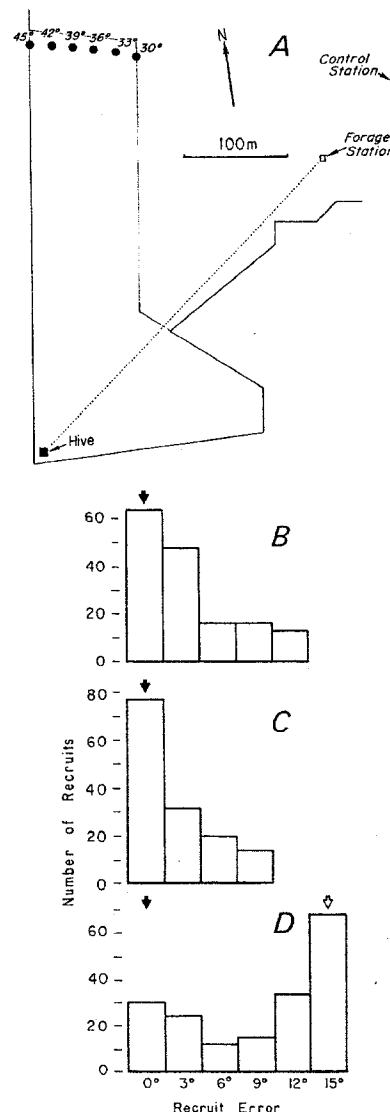 A
N
45° 42° 39° 36° 33° 30°
Control
Station
100m
Forage
Station
Hive
B
60
40
20
0
C
80
60
40
20
0
D
60
40
20
0
0° 3° 6° 9° 12° 15°
Number of Recruits
Recruit Error